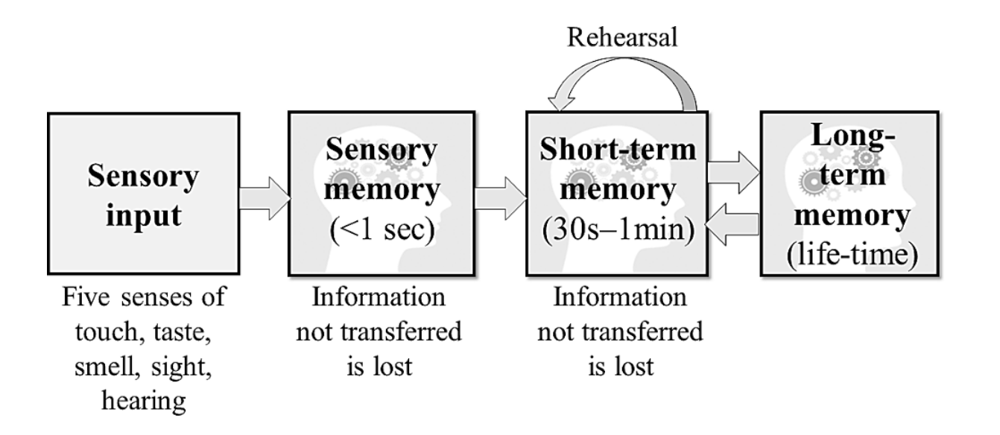 Rehearsal
Sensory
input
Five senses of
touch, taste,
smell, sight,
hearing
Sensory
memory
(<1 sec)
Information
not transferred
is lost
Short-term
memory
(30s–1min)
Information
not transferred
is lost
Long-
term
memory
(life-time)